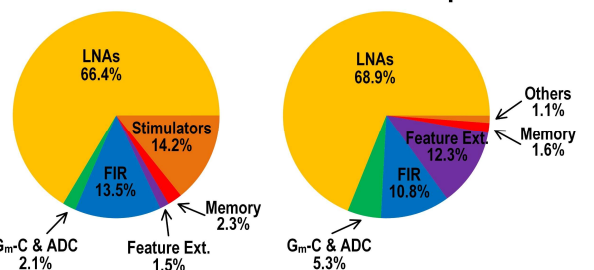 LNAs
66.4%
Stimulators
14.2%
FIR
13.5%
Memory
2.3%
Gm-C & ADC
2.1%
Feature Ext.
1.5%
LNAs
68.9%
Others
1.1%
Memory
1.6%
Feature Ext.
12.3%
FIR
10.8%
Gm-C & ADC
5.3%